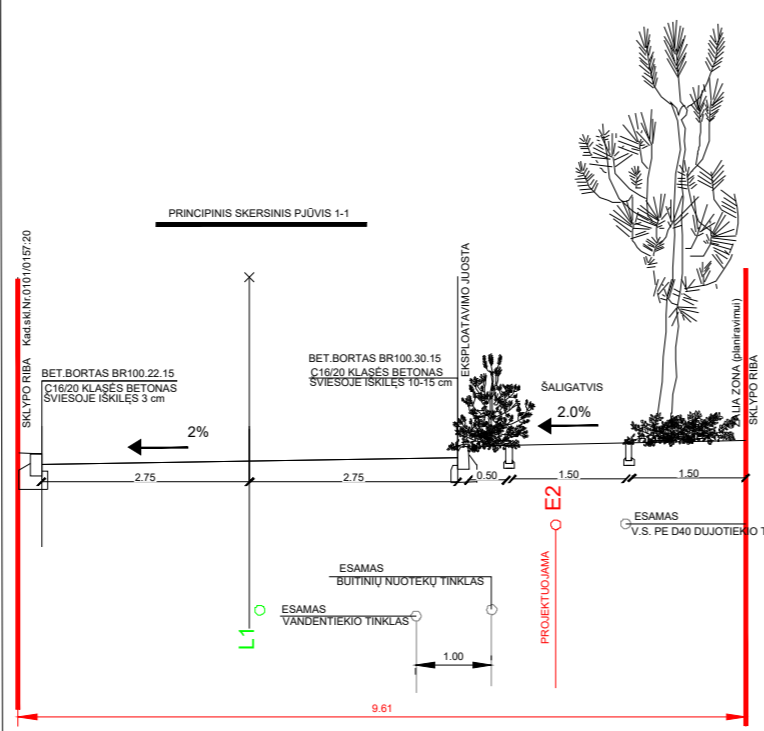 PRINCIPINIS SKERSINIS PJŪVIS 1-1
SKLYPO RIBA Kad.skl.Nr.0101/0157:20
BET.BORTAS BR100.22.15
C16/20 KLASĖS BETONAS
ŠVIESOJE IŠKILĘS 3 cm
BET.BORTAS BR100.30.15
C16/20 KLASĖS BETONAS
ŠVIESOJE IŠKILĘS 10-15 cm
EKSPLOATAVIMO JUOSTA
ŠALIGATVIS
2.0%
ŽALIA ZONA (planiravimui)
SKLYPO RIBA
2%
2.75
2.75
0.50
1.50
1.50
E2
PROJEKTUOJAMA
ESAMAS
V.S. PE D40 DUJOTIEKIO T
ESAMAS
BUITINIŲ NUOTEKŲ TINKLAS
L1
ESAMAS
VANDENTIEKIO TINKLAS
1.00
9.61